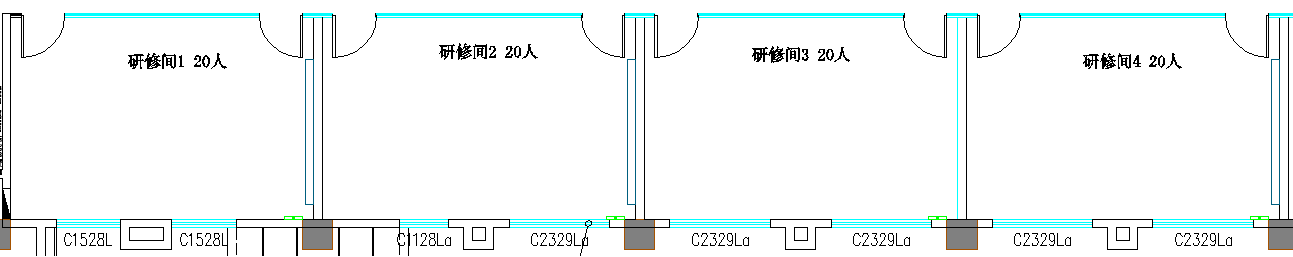 研修间1 20人
研修间2 20人
研修间3 20人
研修间4 20人
C1528L
C1528L
C1128La
C2329La
C2329La
C2329La
C2329La
C2329La